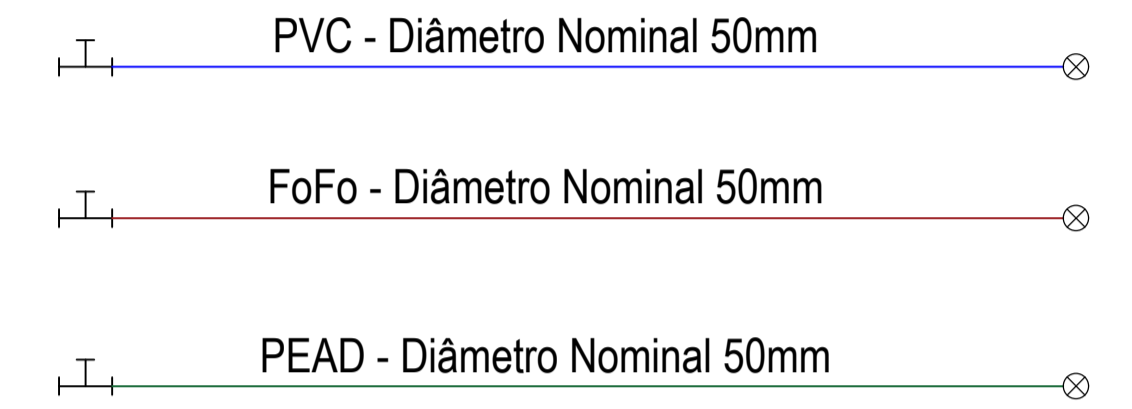 PVC - Diâmetro Nominal 50mm
FoFo - Diâmetro Nominal 50mm
PEAD - Diâmetro Nominal 50mm